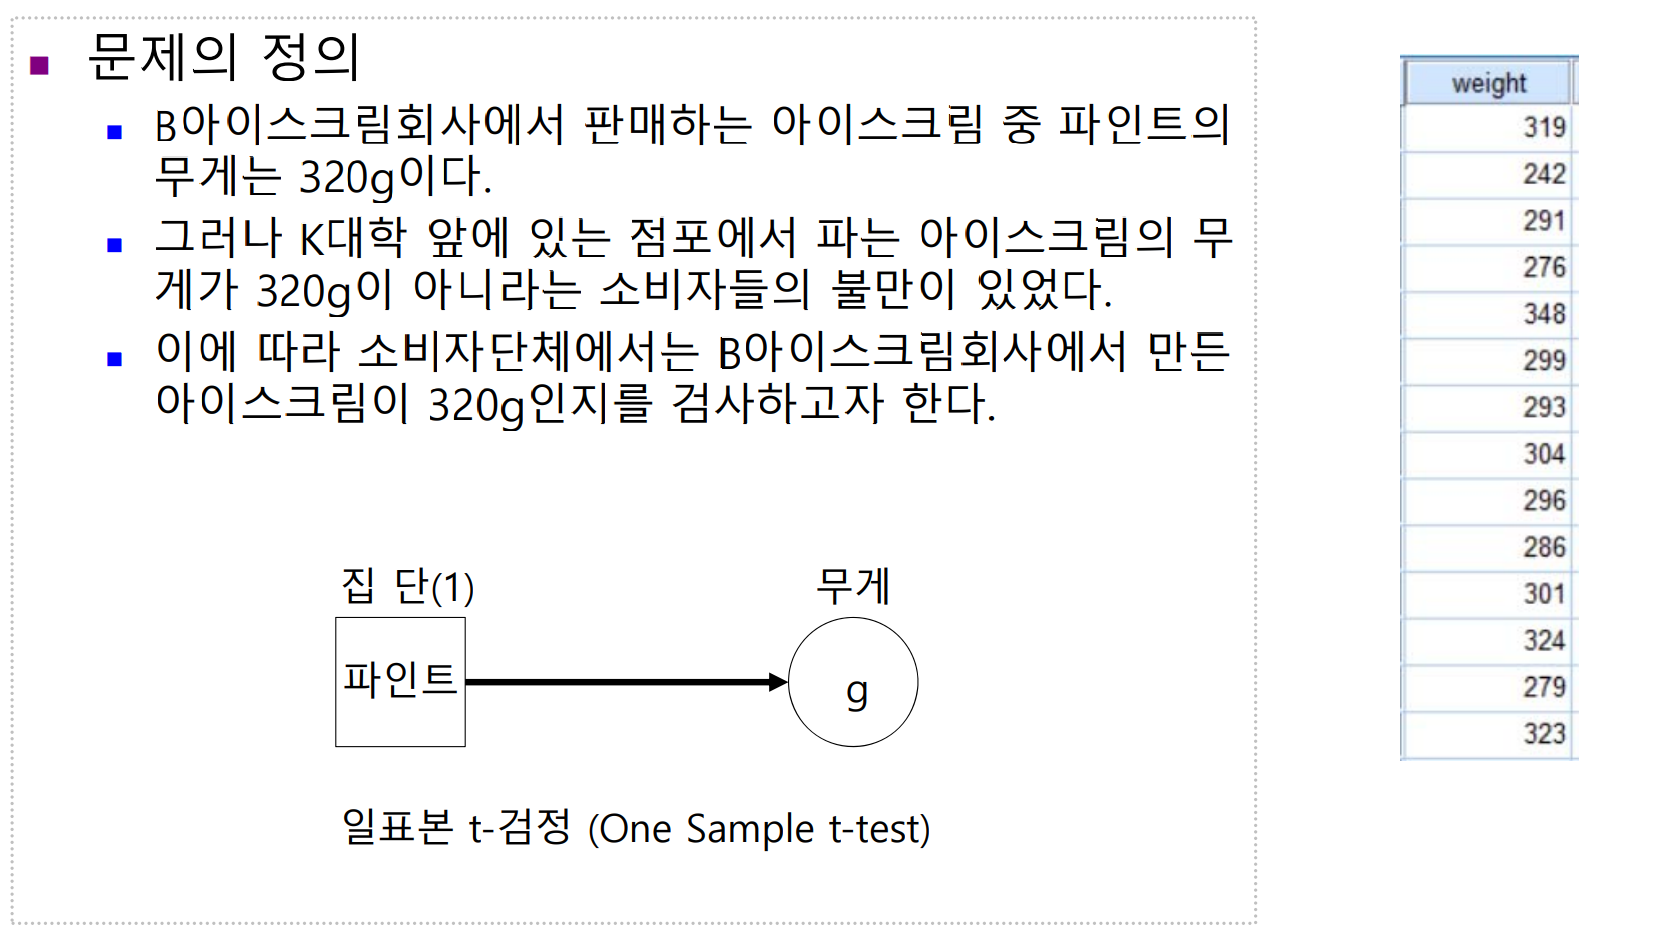 문제의 정의
B아이스크림회사에서 판매하는 아이스크림 중 파인트의
무게는 320g이다.
그러나 K대학 앞에 있는 점포에서 파는 아이스크림의 무
게가 320g이 아니라는 소비자들의 불만이 있었다.
이에 따라 소비자단체에서는 B아이스크림회사에서 만든
아이스크림이 320g인지를 검사하고자 한다.
집 단(1)
무게
파인트
g
일표본 t-검정 (One Sample t-test)
weight
319
242
291
276
348
299
293
304
296
286
301
324
279
323